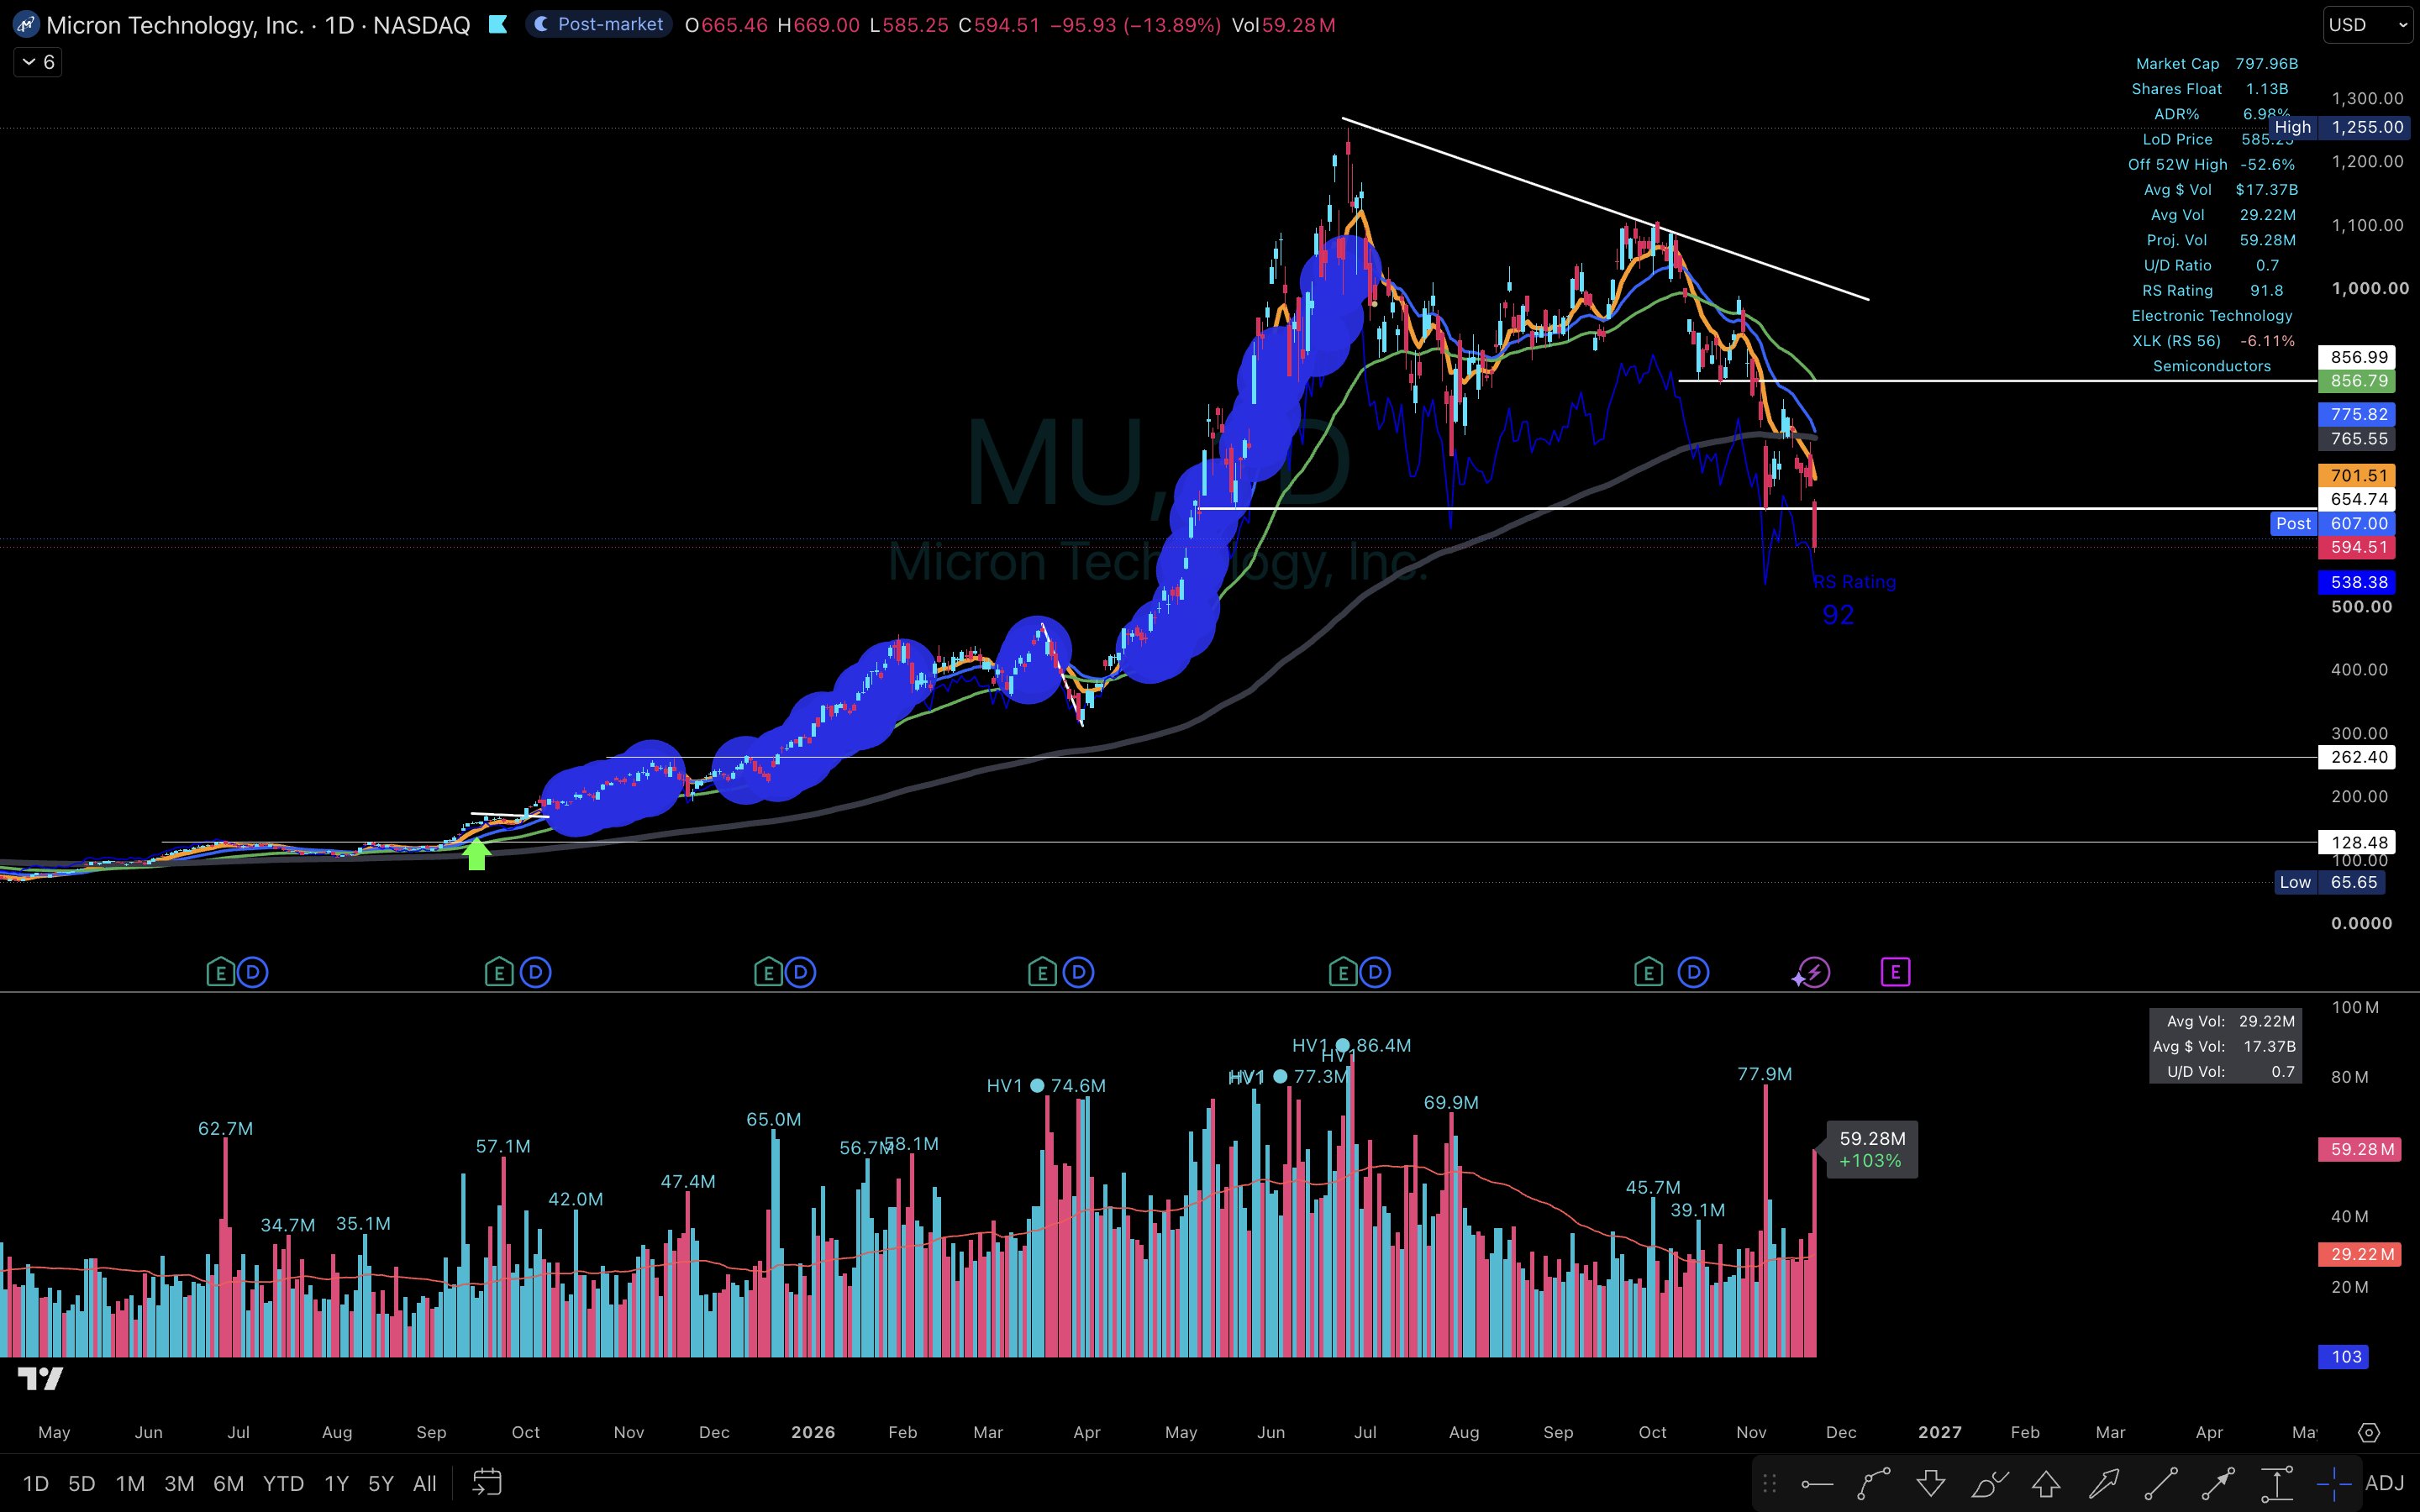 Micron Technology, Inc. · 1D · NASDAQ Post-market O665.46 H669.00 L585.25 C594.51 −95.93 (−13.89%) Vol59.28 M USD
6
Market Cap 797.96B
Shares Float 1.13B
1,300.00
ADR% 6.98%
High 1,255.00
LoD Price 585.25
Off 52W High -52.6%
1,200.00
Avg $ Vol $17.37B
Avg Vol 29.22M
1,100.00
Proj. Vol 59.28M
U/D Ratio 0.7
RS Rating 91.8
1,000.00
Electronic Technology
XLK (RS 56) -6.11%
Semiconductors
856.99
856.79
775.82
765.55
MU, 1D
701.51
654.74
Post 607.00
594.51
Micron Technology, Inc.
RS Rating
538.38
92
500.00
400.00
300.00
262.40
200.00
128.48
100.00
Low 65.65
0.0000
E D E D E D E D E D E D E
100 M
Avg Vol: 29.22M
Avg $ Vol: 17.37B
U/D Vol: 0.7
HV1 86.4M
HV1
HV1 77.3M
HV1 74.6M
77.9M
80 M
69.9M
65.0M
62.7M
57.1M
56.7M
58.1M
59.28M
+103%
59.28 M
47.4M
45.7M
42.0M
39.1M
34.7M
35.1M
40 M
29.22 M
20 M
103
May Jun Jul Aug Sep Oct Nov Dec 2026 Feb Mar Apr May Jun Jul Aug Sep Oct Nov Dec 2027 Feb Mar Apr
1D 5D 1M 3M 6M YTD 1Y 5Y All ADJ